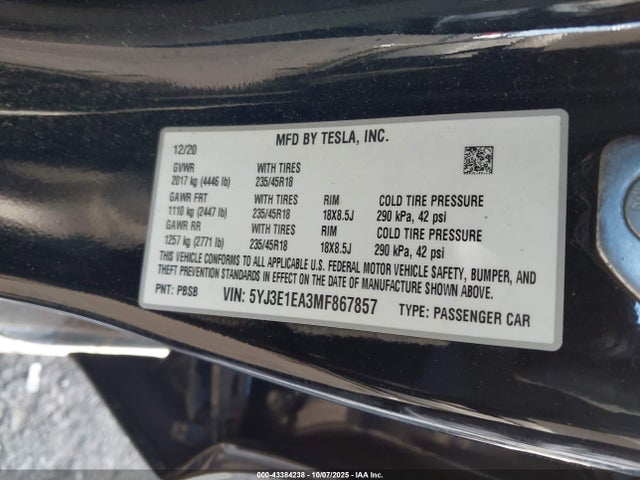 MFD BY TESLA, INC.
12/20
GVWR WITH TIRES
2017 kg (4446 lb) 235/45R18
GAWR FRT WITH TIRES RIM COLD TIRE PRESSURE
1110 kg (2447 lb) 235/45R18 18X8.5J 290 kPa, 42 psi
GAWR RR WITH TIRES RIM COLD TIRE PRESSURE
1257 kg (2771 lb) 235/45R18 18X8.5J 290 kPa, 42 psi
THIS VEHICLE CONFORMS TO ALL APPLICABLE U.S. FEDERAL MOTOR VEHICLE SAFETY, BUMPER, AND
THEFT PREVENTION STANDARDS IN EFFECT ON THE DATE OF MANUFACTURE SHOWN ABOVE.
PNT: PBSB VIN: 5YJ3E1EA3MF867857 TYPE: PASSENGER CAR
000-43384238 - 10/07/2025 - IAA Inc.